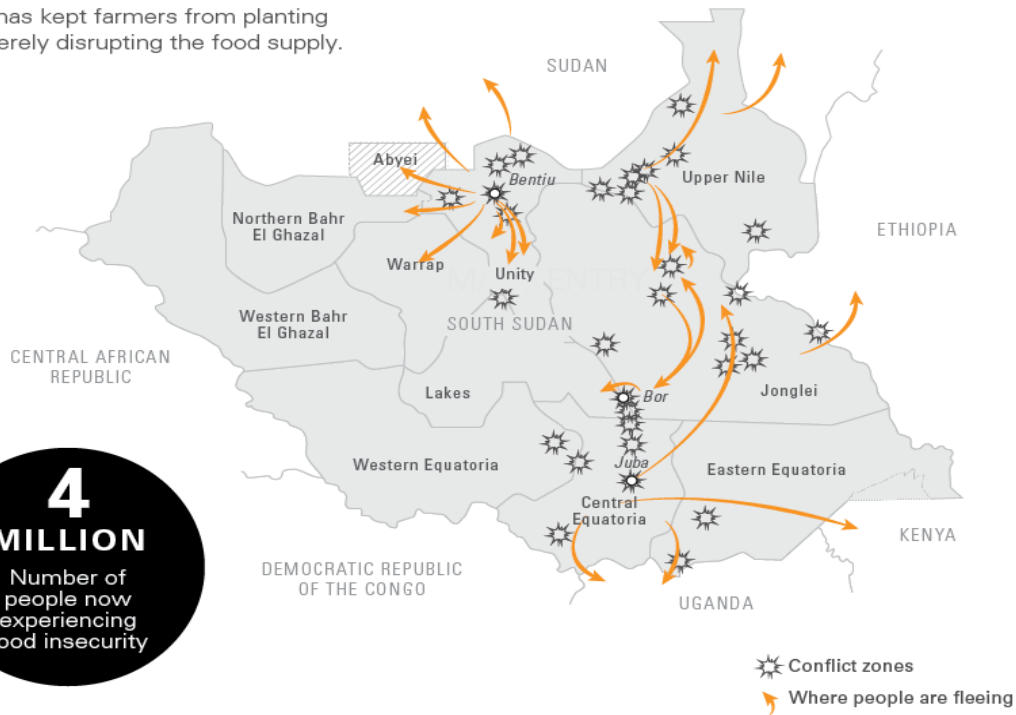 has kept farmers from planting
erely disrupting the food supply.
SUDAN
Abyei
Bentiu
Upper Nile
Northern Bahr
El Ghazal
ETHIOPIA
Warrap
Unity
Western Bahr
El Ghazal
SOUTH SUDAN
CENTRAL AFRICAN
REPUBLIC
Lakes
Bor
Jonglei
Western Equatoria
Juba
Eastern Equatoria
4
MILLION
Number of
people now
experiencing
ood insecurity
Central
Equatoria
KENYA
DEMOCRATIC REPUBLIC
OF THE CONGO
UGANDA
Conflict zones
Where people are fleeing